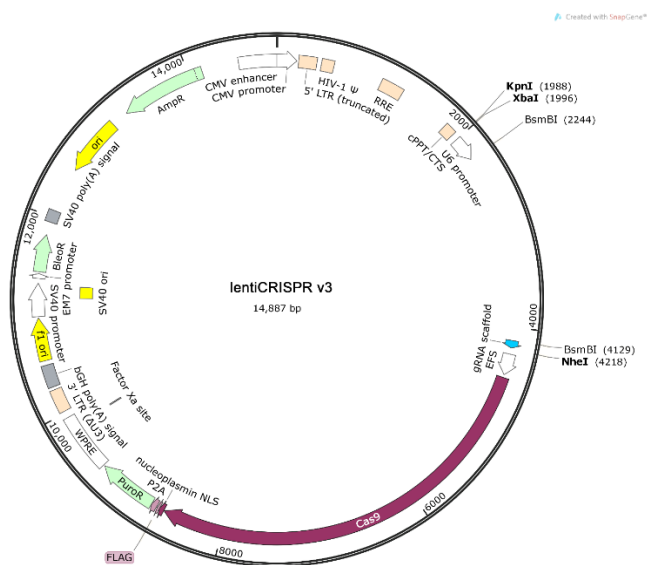 Created with SnapGene®
14,000
CMV enhancer
CMV promoter
HIV-1 Ψ
5' LTR (truncated)
RRE
2000
KpnI (1988)
XbaI (1996)
BsmBI (2244)
cPPT/CTS
U6 promoter
AmpR
ori
SV40 poly(A) signal
12,000
BleoR
EM7 promoter
SV40 promoter
SV40 ori
f1 ori
lentiCRISPR v3
14,887 bp
4000
gRNA scaffold
EFS
BsmBI (4129)
NheI (4218)
bGH poly(A) signal
3' LTR (ΔU3)
Factor Xa site
10,000
WPRE
nucleoplasmin NLS
P2A
PuroR
FLAG
Cas9
6000
8000